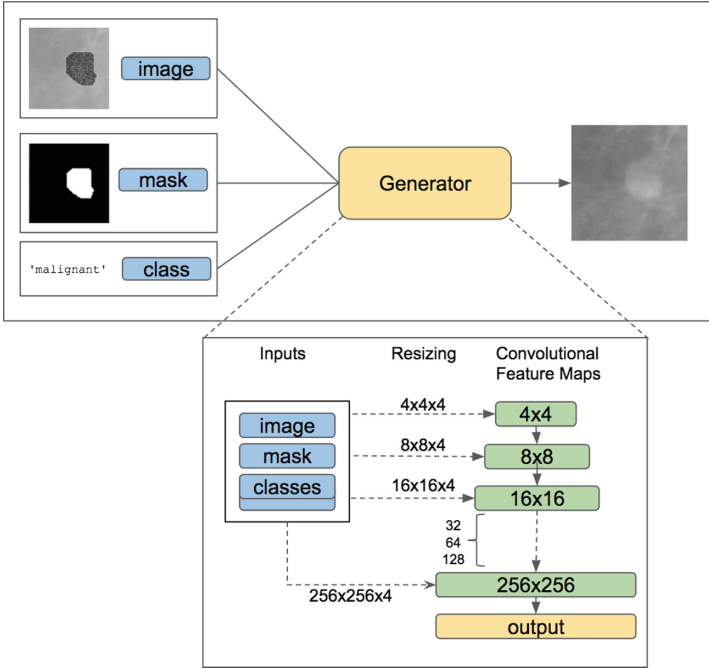 image
mask
'malignant'
class
Generator
Inputs
Resizing
Convolutional
Feature Maps
image
mask
classes
4x4x4
8x8x4
16x16x4
4x4
8x8
16x16
32
64
128
256x256x4
256x256
output